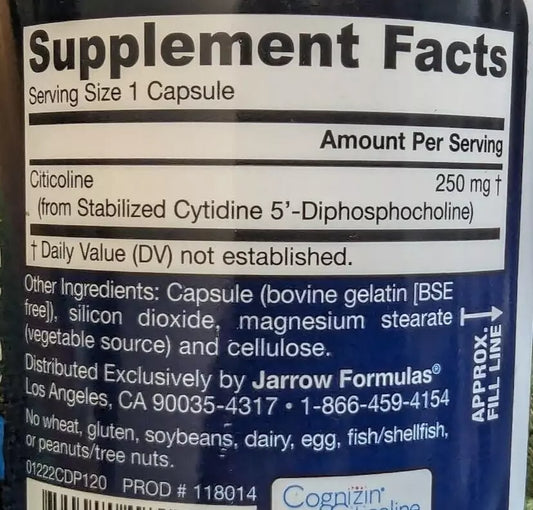 Supplement Facts
Serving Size 1 Capsule
Amount Per Serving
Citicoline 250 mg †
(from Stabilized Cytidine 5'-Diphosphocholine)
† Daily Value (DV) not established.
Other Ingredients: Capsule (bovine gelatin [BSE
free]), silicon dioxide, magnesium stearate
(vegetable source) and cellulose.
Distributed Exclusively by Jarrow Formulas®
Los Angeles, CA 90035-4317 • 1-866-459-4154
No wheat, gluten, soybeans, dairy, egg, fish/shellfish,
or peanuts/tree nuts.
01222CDP120 PROD # 118014
APPROX.
FILL LINE
Cognizin®